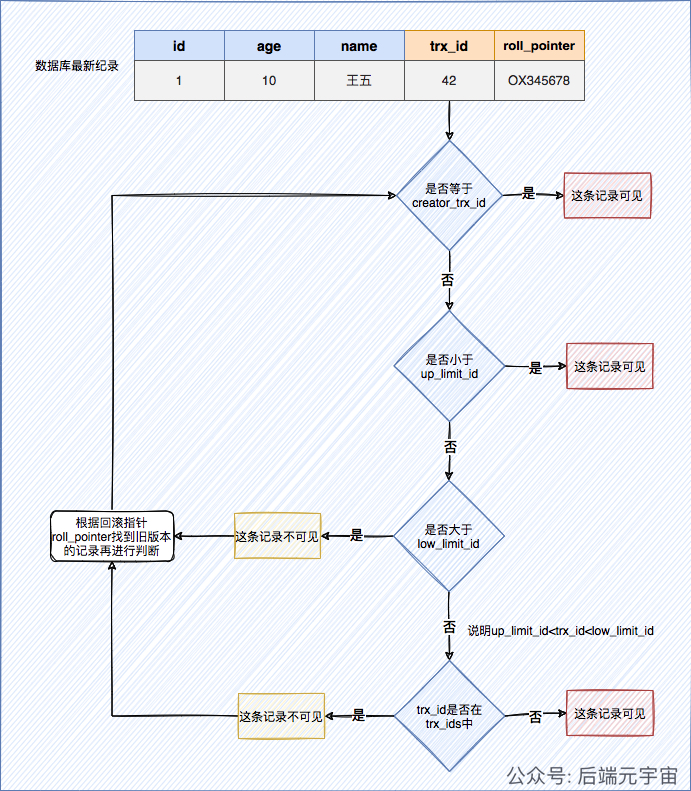 id age name trx_id roll_pointer
数据库最新纪录
1 10 王五 42 OX345678
是否等于
creator_trx_id
是
这条记录可见
否
是否小于
up_limit_id
是
这条记录可见
否
根据回滚指针
roll_pointer找到旧版本
的记录再进行判断
这条记录不可见
是
是否大于
low_limit_id
否
说明up_limit_id<trx_id<low_limit_id
这条记录不可见
是
trx_id是否在
trx_ids中
否
这条记录可见
公众号: 后端元宇宙